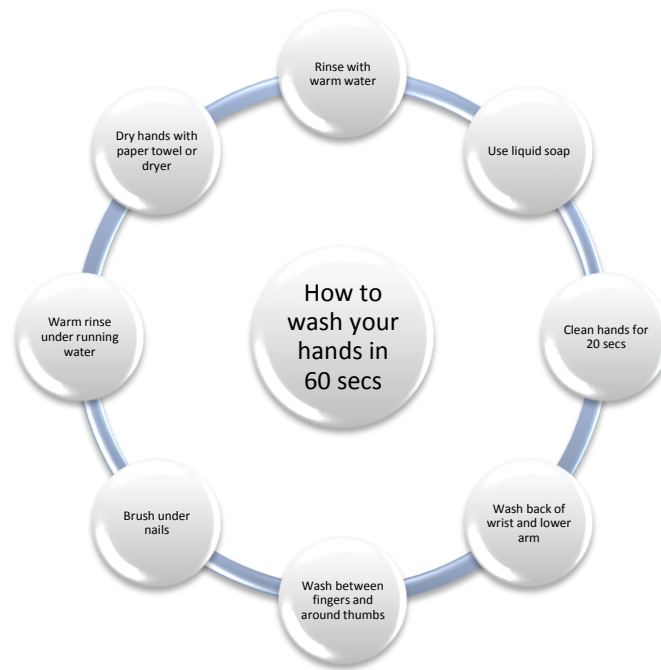 How to
wash your
hands in
60 secs
Rinse with
warm water
Use liquid soap
Clean hands for
20 secs
Wash back of
wrist and lower
arm
Wash between
fingers and
around thumbs
Brush under
nails
Warm rinse
under running
water
Dry hands with
paper towel or
dryer